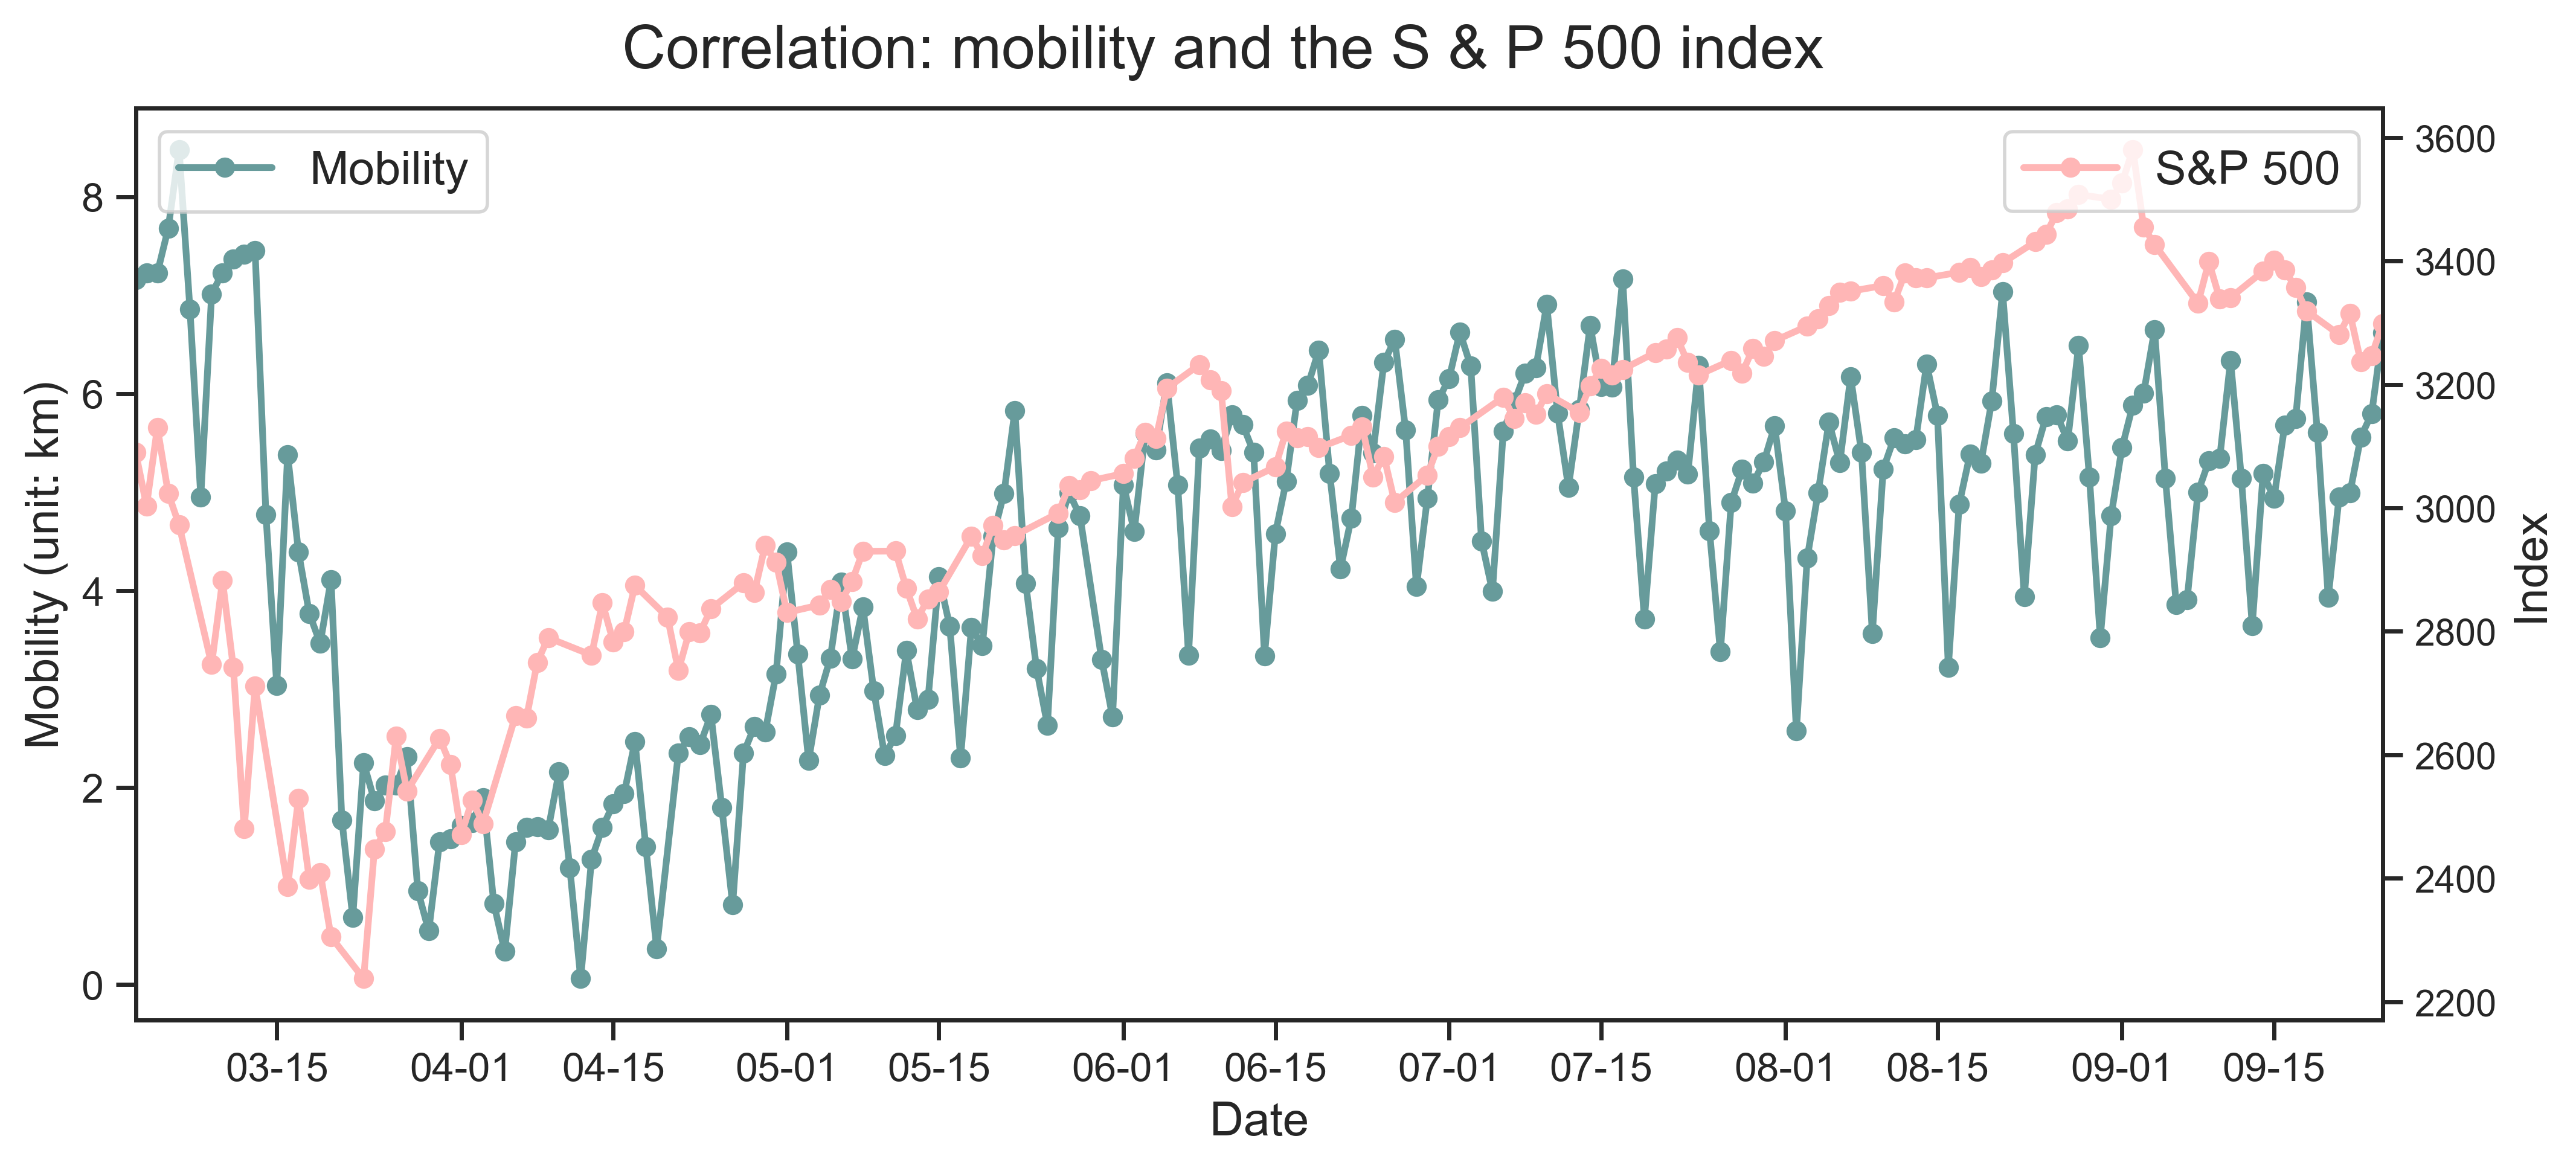 Correlation: mobility and the S & P 500 index
Mobility
S&P 500
Mobility (unit: km)
8
6
4
2
0
3600
3400
3200
3000
2800
2600
2400
2200
Index
03-15 04-01 04-15 05-01 05-15 06-01 06-15 07-01 07-15 08-01 08-15 09-01 09-15
Date